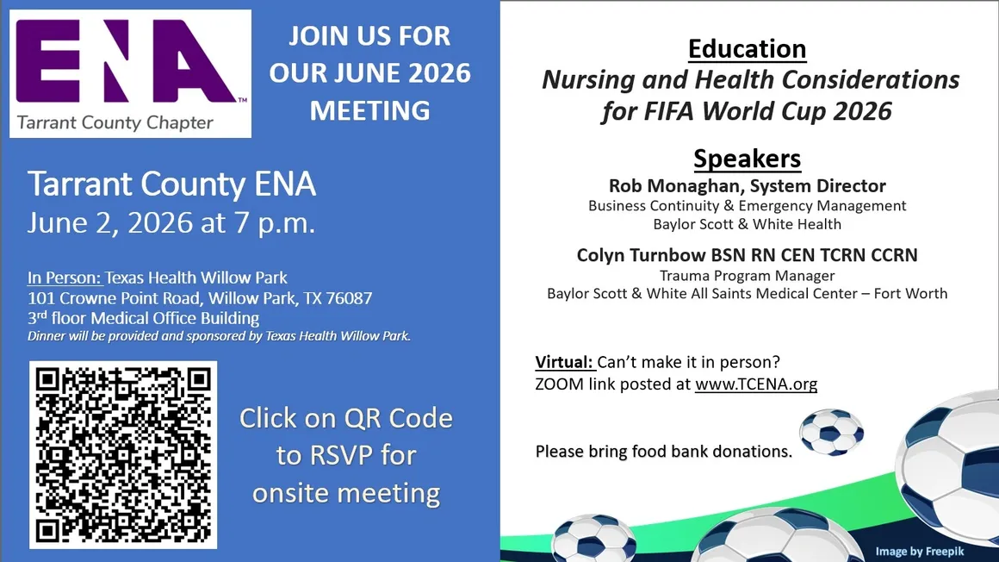 ENA™
Tarrant County Chapter
JOIN US FOR
OUR JUNE 2026
MEETING
Tarrant County ENA
June 2, 2026 at 7 p.m.
In Person: Texas Health Willow Park
101 Crowne Point Road, Willow Park, TX 76087
3rd floor Medical Office Building
Dinner will be provided and sponsored by Texas Health Willow Park.
Click on QR Code
to RSVP for
onsite meeting
Education
Nursing and Health Considerations
for FIFA World Cup 2026
Speakers
Rob Monaghan, System Director
Business Continuity & Emergency Management
Baylor Scott & White Health
Colyn Turnbow BSN RN CEN TCRN CCRN
Trauma Program Manager
Baylor Scott & White All Saints Medical Center – Fort Worth
Virtual: Can’t make it in person?
ZOOM link posted at www.TCENA.org
Please bring food bank donations.
Image by Freepik